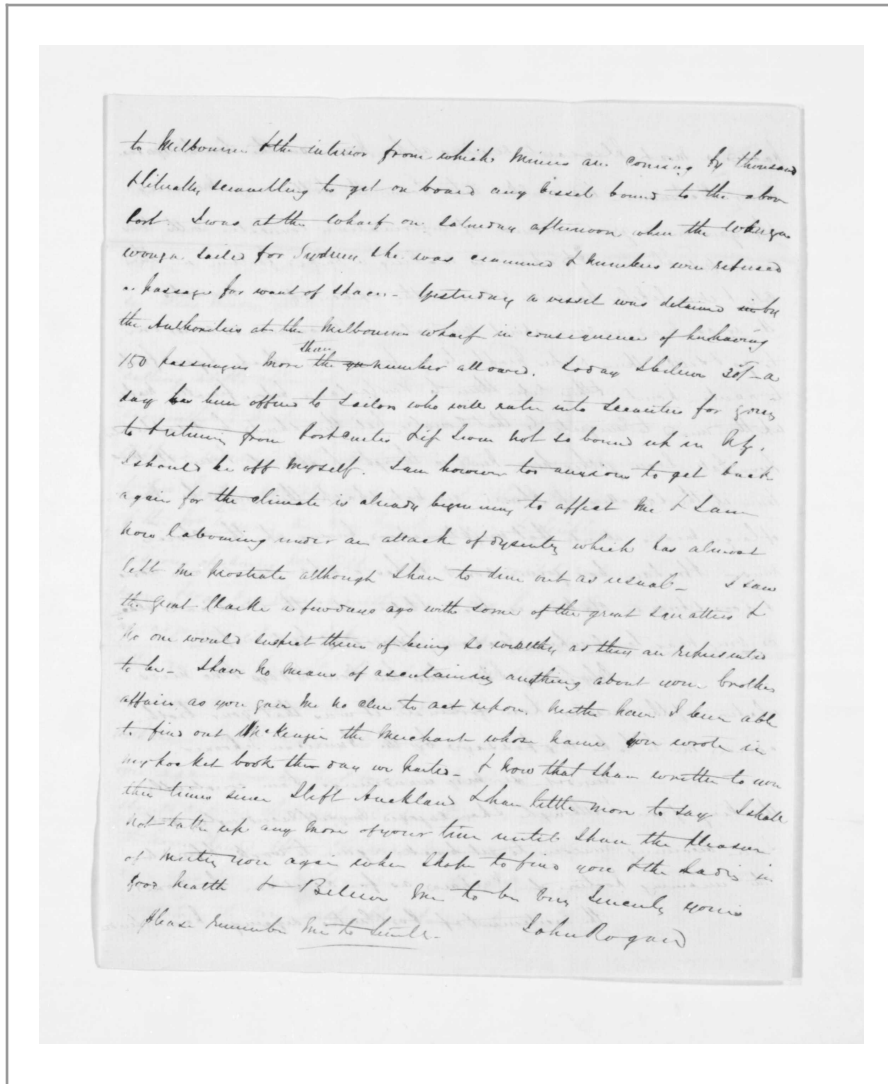 to Melbourne & the interior from which miners are coming by thousand
& literally scrambling to get on board any vessel bound to the above
Port. I was at the wharf on Saturday afternoon when the Wonga
wonga sailed for Sydney she was examined & numbers were refused
a passage for want of space - Yesterday a vessel was detained by
the Authorities at the Melbourne wharf in consequence of her having
150 passengers more than the number allowed. Today I believe 20/- a
day has been offered to Sailors who will enter into Securities for going
to & returning from Port Curtis & if I was not so bound up in
I should be off myself. I am however too anxious to get back
again for the climate is already beginning to affect me & I am
now labouring under an attack of dysentry which has almost
left me prostrate although I have to dine out as usual - I saw
the great Clarke a few days ago with some of the great squatters &
no one would suspect them of being so wealthy as they are represented
to be - I have no means of ascertaining anything about your brothers
affairs as you gave me no clue to act upon. Neither have I been able
to find out McKenzie the Merchant whose name you wrote in
my pocket book the day we parted - & now that I have written to you
three times since I left Auckland & have little more to say I shall
not take up any more of your time until I have the pleasure
of meeting you again when I hope to find you & the Ladies in
good health & Believe me to be very sincerely yours
please remember me to John Rogan